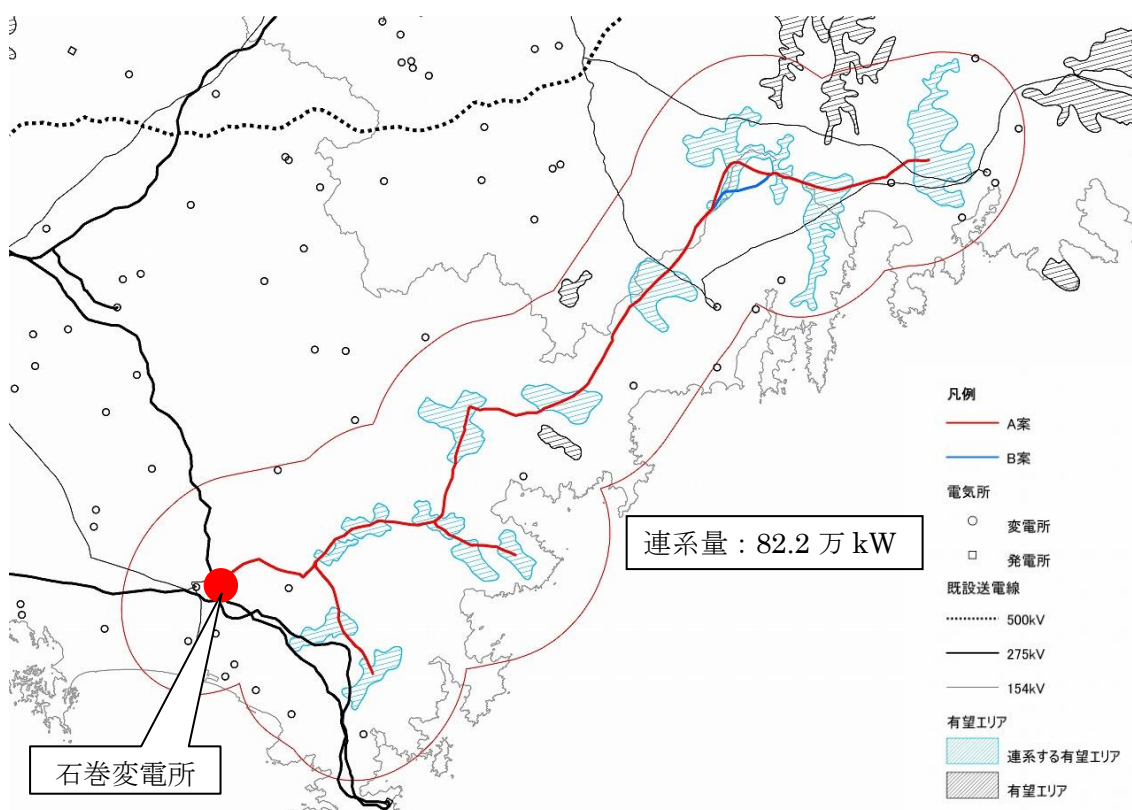 凡例
A案
B案
電気所
変電所
発電所
既設送電線
500kV
275kV
154kV
有望エリア
連系する有望エリア
有望エリア
連系量：82.2 万 kW
石巻変電所